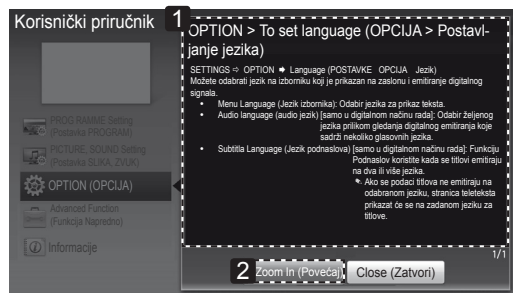 Korisnički priručnik
1
OPTION > To set language (OPCIJA > Postavl-
janje jezika)
SETTINGS ⇨ OPTION ➡ Language (POSTAVKE OPCIJA Jezik)
Možete odabrati jezik na izborniku koji je prikazan na zaslonu i emitiranje digitalnog
signala.
• Menu Language (Jezik izbornika): Odabir jezika za prikaz teksta.
• Audio language (audio jezik) [samo u digitalnom načinu rada]: Odabir željenog
jezika prilikom gledanja digitalnog emitiranja koje
sadrži nekoliko glasovnih jezika.
• Subtitla Language (Jezik podnaslova) [samo u digitalnom načinu rada]: Funkciju
Podnaslov koristite kada se titlovi emitiraju
na dva ili više jezika.
Ako se podaci titlova ne emitiraju na
odabranom jeziku, stranica teleteksta
prikazat će se na zadanom jeziku za
titlove.
PROGRAMME Setting
(Postavka PROGRAM)
PICTURE, SOUND Setting
(Postavka SLIKA, ZVUK)
OPTION (OPCIJA)
Advanced Function
(Funkcija Napredno)
Informacije
1/1
2
Zoom In (Povećaj)
Close (Zatvori)